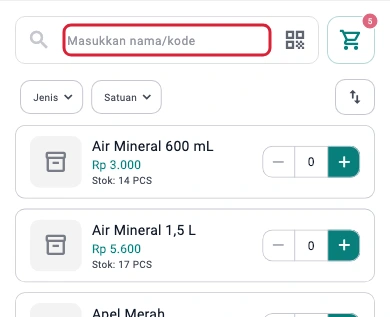 Masukkan nama/kode
5
Jenis
Satuan
Air Mineral 600 mL
Rp 3.000
Stok: 14 PCS
0
Air Mineral 1,5 L
Rp 5.600
Stok: 17 PCS
0
Apel Merah